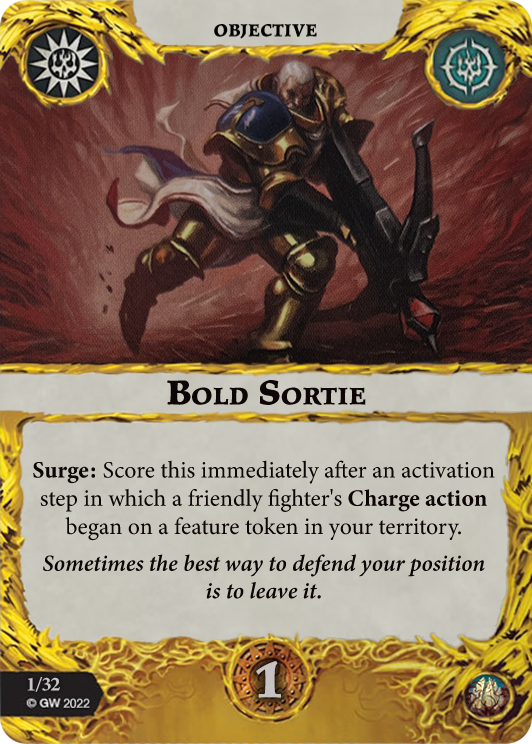 OBJECTIVE
BOLD SORTIE
Surge: Score this immediately after an activation
step in which a friendly fighter's Charge action
began on a feature token in your territory.
Sometimes the best way to defend your position
is to leave it.
1/32
© GW 2022
1